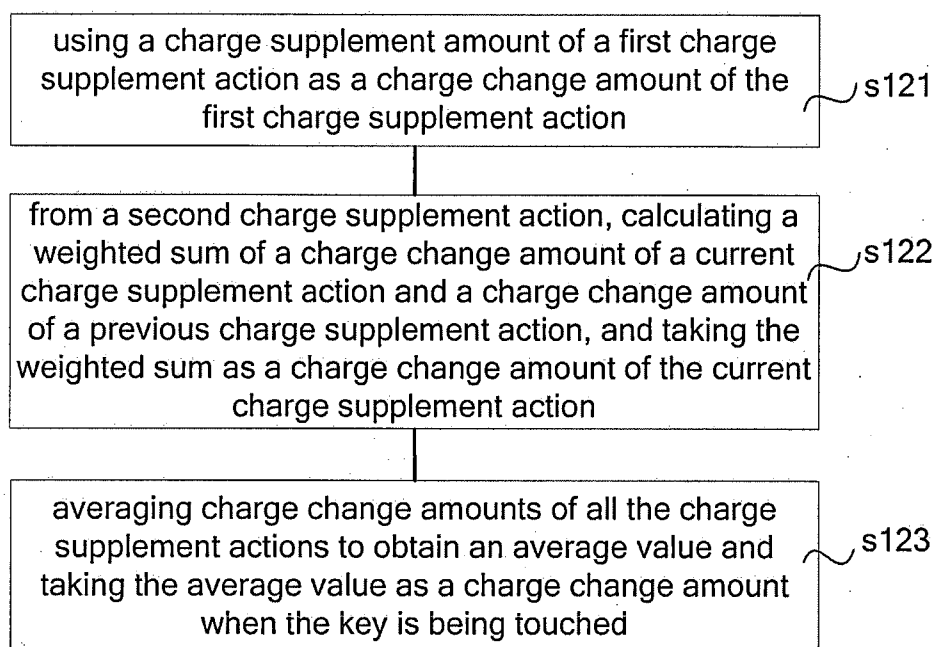 using a charge supplement amount of a first charge
supplement action as a charge change amount of the
first charge supplement action
s121
from a second charge supplement action, calculating a
weighted sum of a charge change amount of a current
charge supplement action and a charge change amount
of a previous charge supplement action, and taking the
weighted sum as a charge change amount of the current
charge supplement action
s122
averaging charge change amounts of all the charge
supplement actions to obtain an average value and
taking the average value as a charge change amount
when the key is being touched
s123